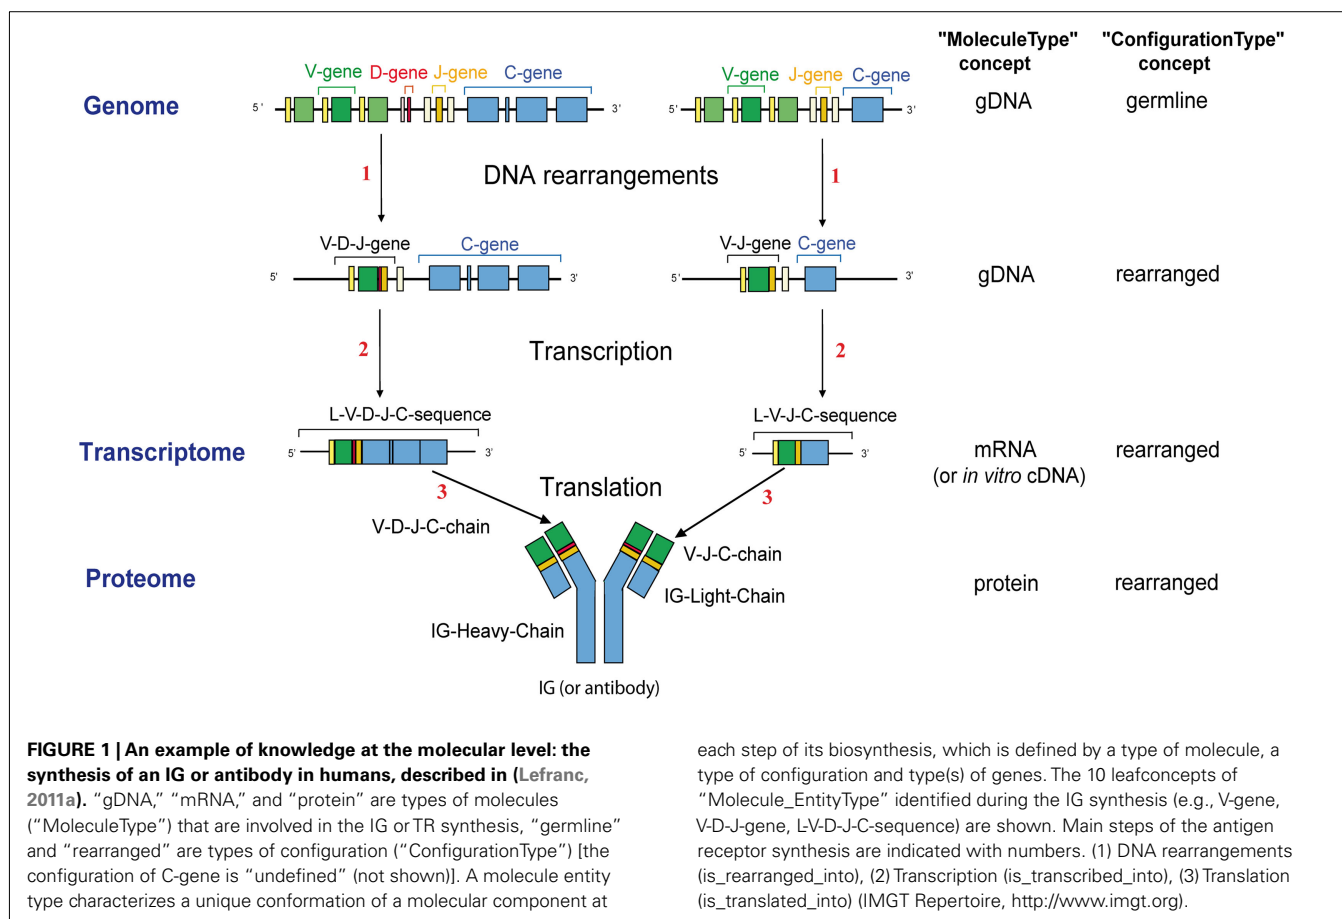 "MoleculeType" "ConfigurationType"
concept concept
V-gene D-gene J-gene C-gene V-gene J-gene C-gene
Genome 5' 3' 5' 3' gDNA germline
1 DNA rearrangements 1
V-D-J-gene C-gene V-J-gene C-gene
5' 3' 5' 3' gDNA rearranged
2 Transcription 2
L-V-D-J-C-sequence L-V-J-C-sequence
Transcriptome 5' 3' 5' 3' mRNA rearranged
(or in vitro cDNA)
3 Translation 3
V-D-J-C-chain V-J-C-chain
Proteome protein rearranged
IG-Light-Chain
IG-Heavy-Chain
IG (or antibody)
FIGURE 1 | An example of knowledge at the molecular level: the
synthesis of an IG or antibody in humans, described in (Lefranc,
2011a). “gDNA,” “mRNA,” and “protein” are types of molecules
(“MoleculeType”) that are involved in the IG or TR synthesis, “germline”
and “rearranged” are types of configuration (“ConfigurationType”) [the
configuration of C-gene is “undefined” (not shown)]. A molecule entity
type characterizes a unique conformation of a molecular component at
each step of its biosynthesis, which is defined by a type of molecule, a
type of configuration and type(s) of genes. The 10 leafconcepts of
“Molecule_EntityType” identified during the IG synthesis (e.g., V-gene,
V-D-J-gene, L-V-D-J-C-sequence) are shown. Main steps of the antigen
receptor synthesis are indicated with numbers. (1) DNA rearrangements
(is_rearranged_into), (2) Transcription (is_transcribed_into), (3) Translation
(is_translated_into) (IMGT Repertoire, http://www.imgt.org).